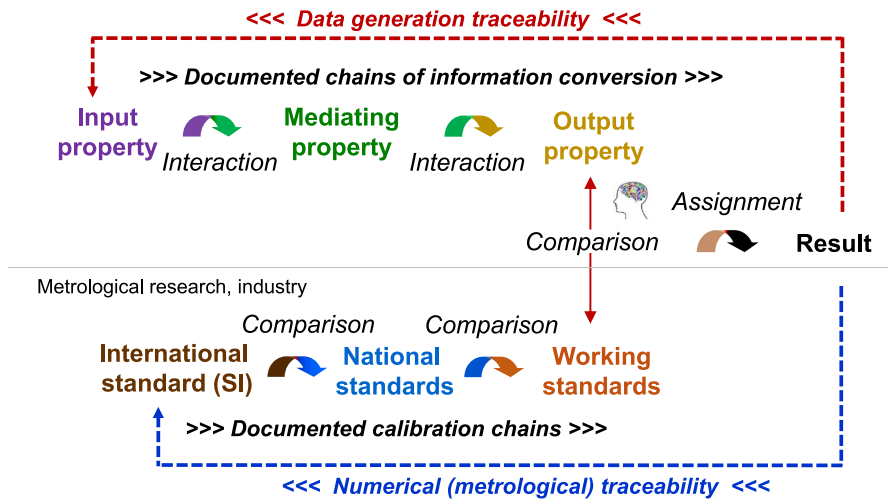 <<< Data generation traceability <<<
>>> Documented chains of information conversion >>>
Input
property
Interaction
Mediating
property
Interaction
Output
property
Assignment
Comparison
Result
Metrological research, industry
Comparison
Comparison
International
standard (SI)
National
standards
Working
standards
>>> Documented calibration chains >>>
<<< Numerical (metrological) traceability <<<